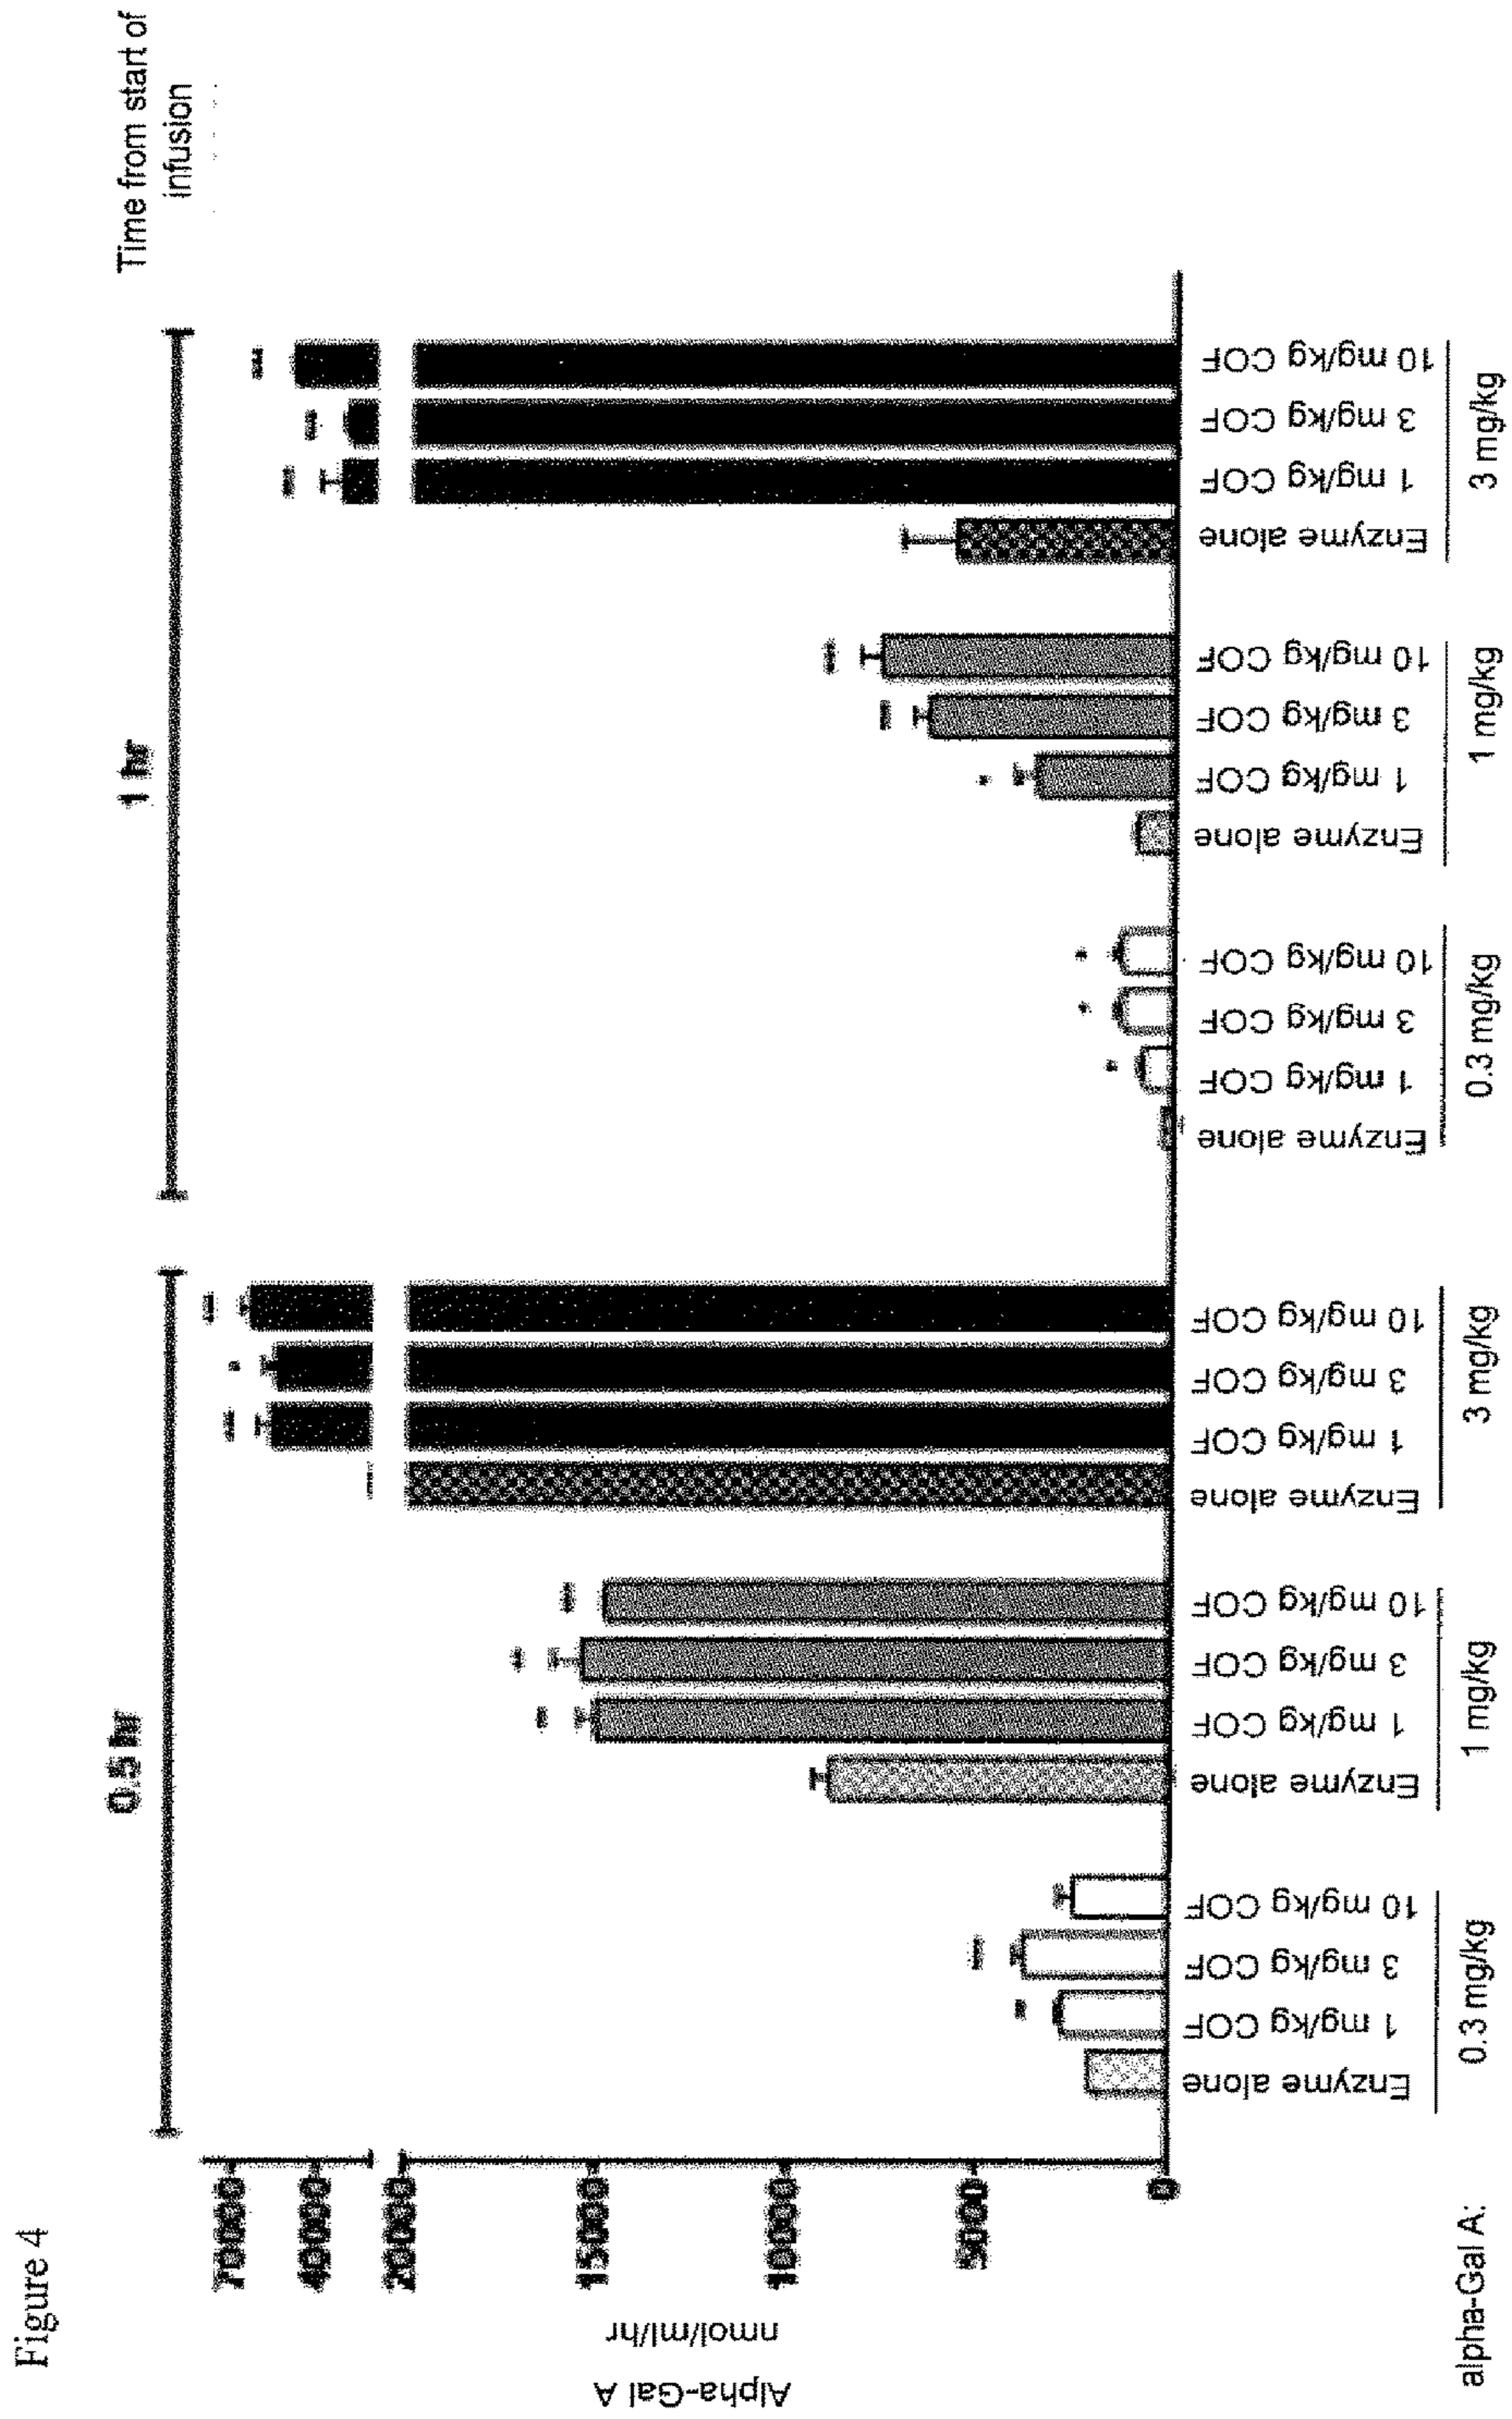 Figure 4
Time from start of
infusion
0.5 hr
1 hr
Alpha-Gal A
nmol/ml/hr
70000
40000
20000
15000
10000
5000
0
Enzyme alone
1 mg/kg COF
3 mg/kg COF
10 mg/kg COF
Enzyme alone
1 mg/kg COF
3 mg/kg COF
10 mg/kg COF
Enzyme alone
1 mg/kg COF
3 mg/kg COF
10 mg/kg COF
Enzyme alone
1 mg/kg COF
3 mg/kg COF
10 mg/kg COF
Enzyme alone
1 mg/kg COF
3 mg/kg COF
10 mg/kg COF
Enzyme alone
1 mg/kg COF
3 mg/kg COF
10 mg/kg COF
alpha-Gal A:
0.3 mg/kg
1 mg/kg
3 mg/kg
0.3 mg/kg
1 mg/kg
3 mg/kg